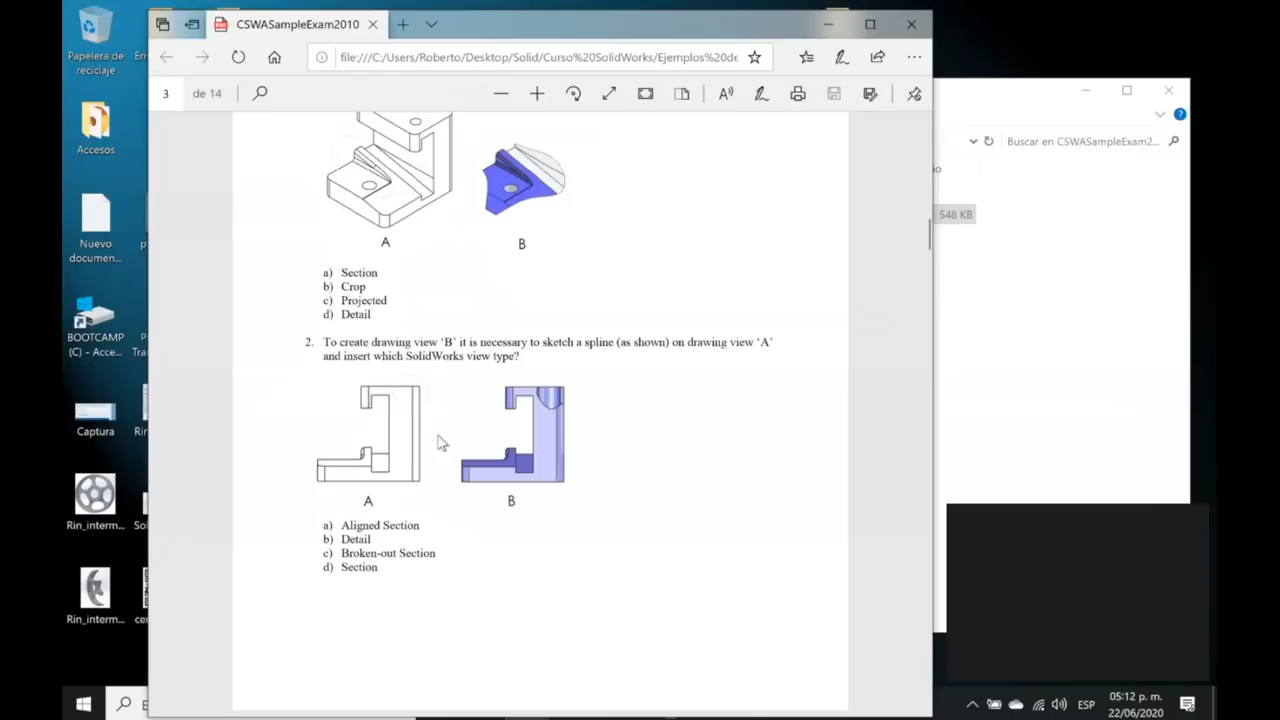 CSWASampleExam2010
file:///C:/Users/Roberto/Desktop/Solid/Curso%20SolidWorks/Ejemplos%20de
3 de 14
Papelera de
reciclaje
Accesos
Nuevo
documen...
BOOTCAMP
(C) - Acce...
Captura
Rin_interm...
Rin_interm...
A
B
a) Section
b) Crop
c) Projected
d) Detail
2. To create drawing view ‘B’ it is necessary to sketch a spline (as shown) on drawing view ‘A’
and insert which SolidWorks view type?
A
B
a) Aligned Section
b) Detail
c) Broken-out Section
d) Section
Buscar en CSWASampleExam2...
548 KB
ESP
05:12 p. m.
22/06/2020